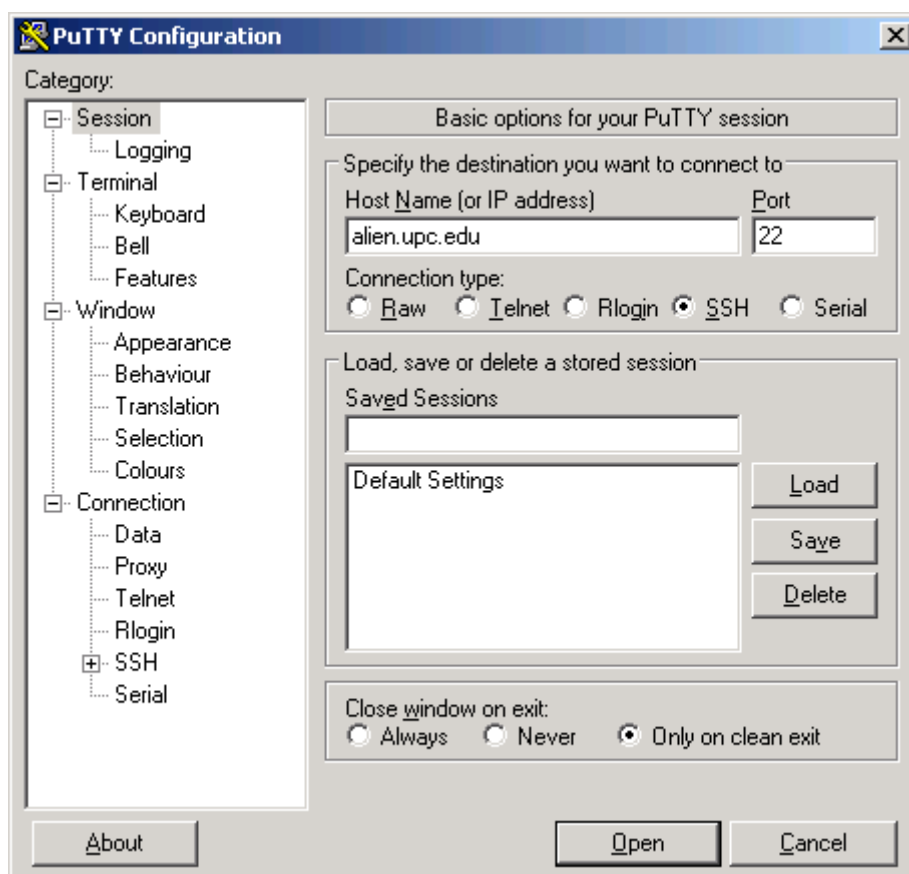 PuTTY Configuration
Category:
Session
Logging
Terminal
Keyboard
Bell
Features
Window
Appearance
Behaviour
Translation
Selection
Colours
Connection
Data
Proxy
Telnet
Rlogin
SSH
Serial
Basic options for your PuTTY session
Specify the destination you want to connect to
Host Name (or IP address) Port
alien.upc.edu 22
Connection type:
Raw Telnet Rlogin SSH Serial
Load, save or delete a stored session
Saved Sessions
Default Settings
Load
Save
Delete
Close window on exit:
Always Never Only on clean exit
About Open Cancel